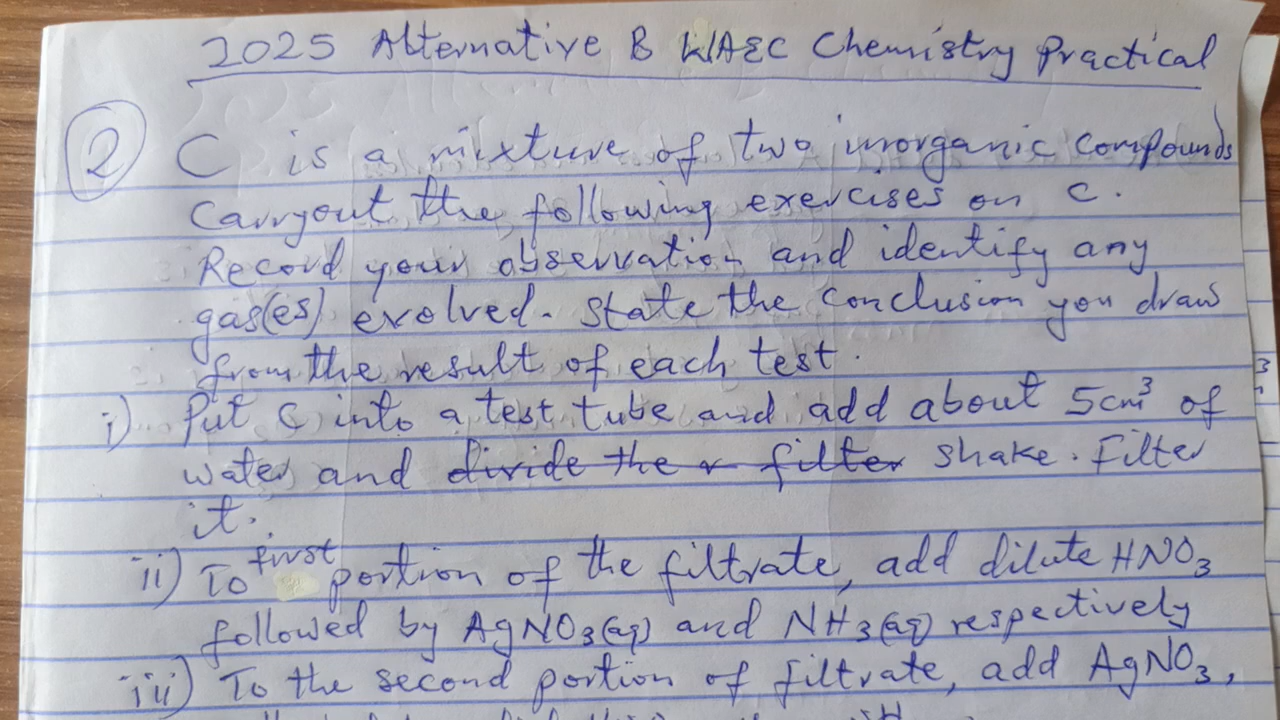 2025 Alternative B WAEC Chemistry Practical
2 C is a mixture of two inorganic compounds
Carryout the following exercises on C.
Record your observation and identify any
gas(es) evolved. State the conclusion you draw
from the result of each test.
i) Put C into a test tube and add about 5cm³ of
water and divide the r filter shake. Filter
it.
ii) To first portion of the filtrate, add dilute HNO₃
followed by AgNO₃(aq) and NH₃(aq) respectively
iii) To the second portion of filtrate, add AgNO₃,